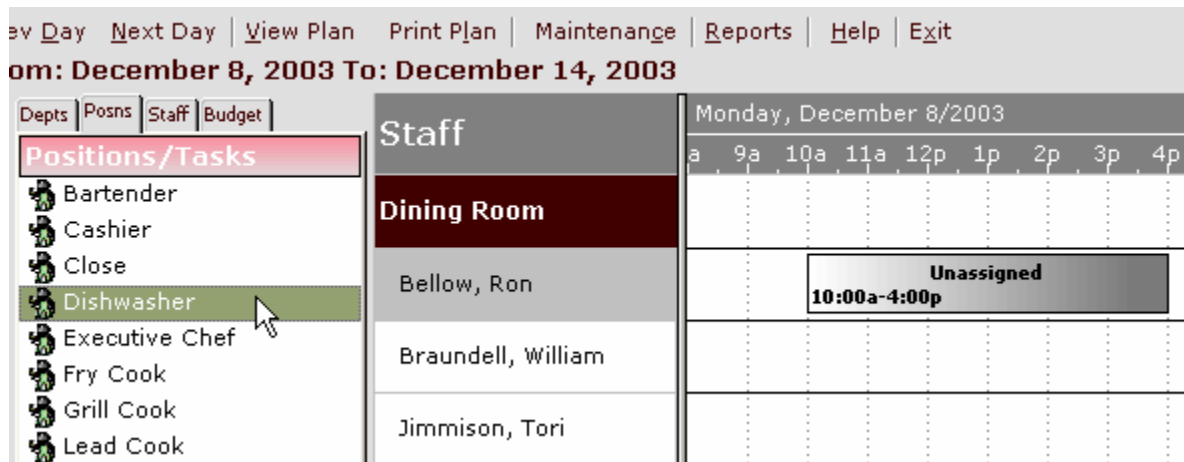 ev Day Next Day View Plan Print Plan Maintenance Reports Help Exit
om: December 8, 2003 To: December 14, 2003
Depts Posns Staff Budget
Positions/Tasks
Bartender
Cashier
Close
Dishwasher
Executive Chef
Fry Cook
Grill Cook
Lead Cook
Staff
Dining Room
Bellow, Ron
Braundell, William
Jimmison, Tori
Monday, December 8/2003
a 9a 10a 11a 12p 1p 2p 3p 4p
Unassigned
10:00a-4:00p